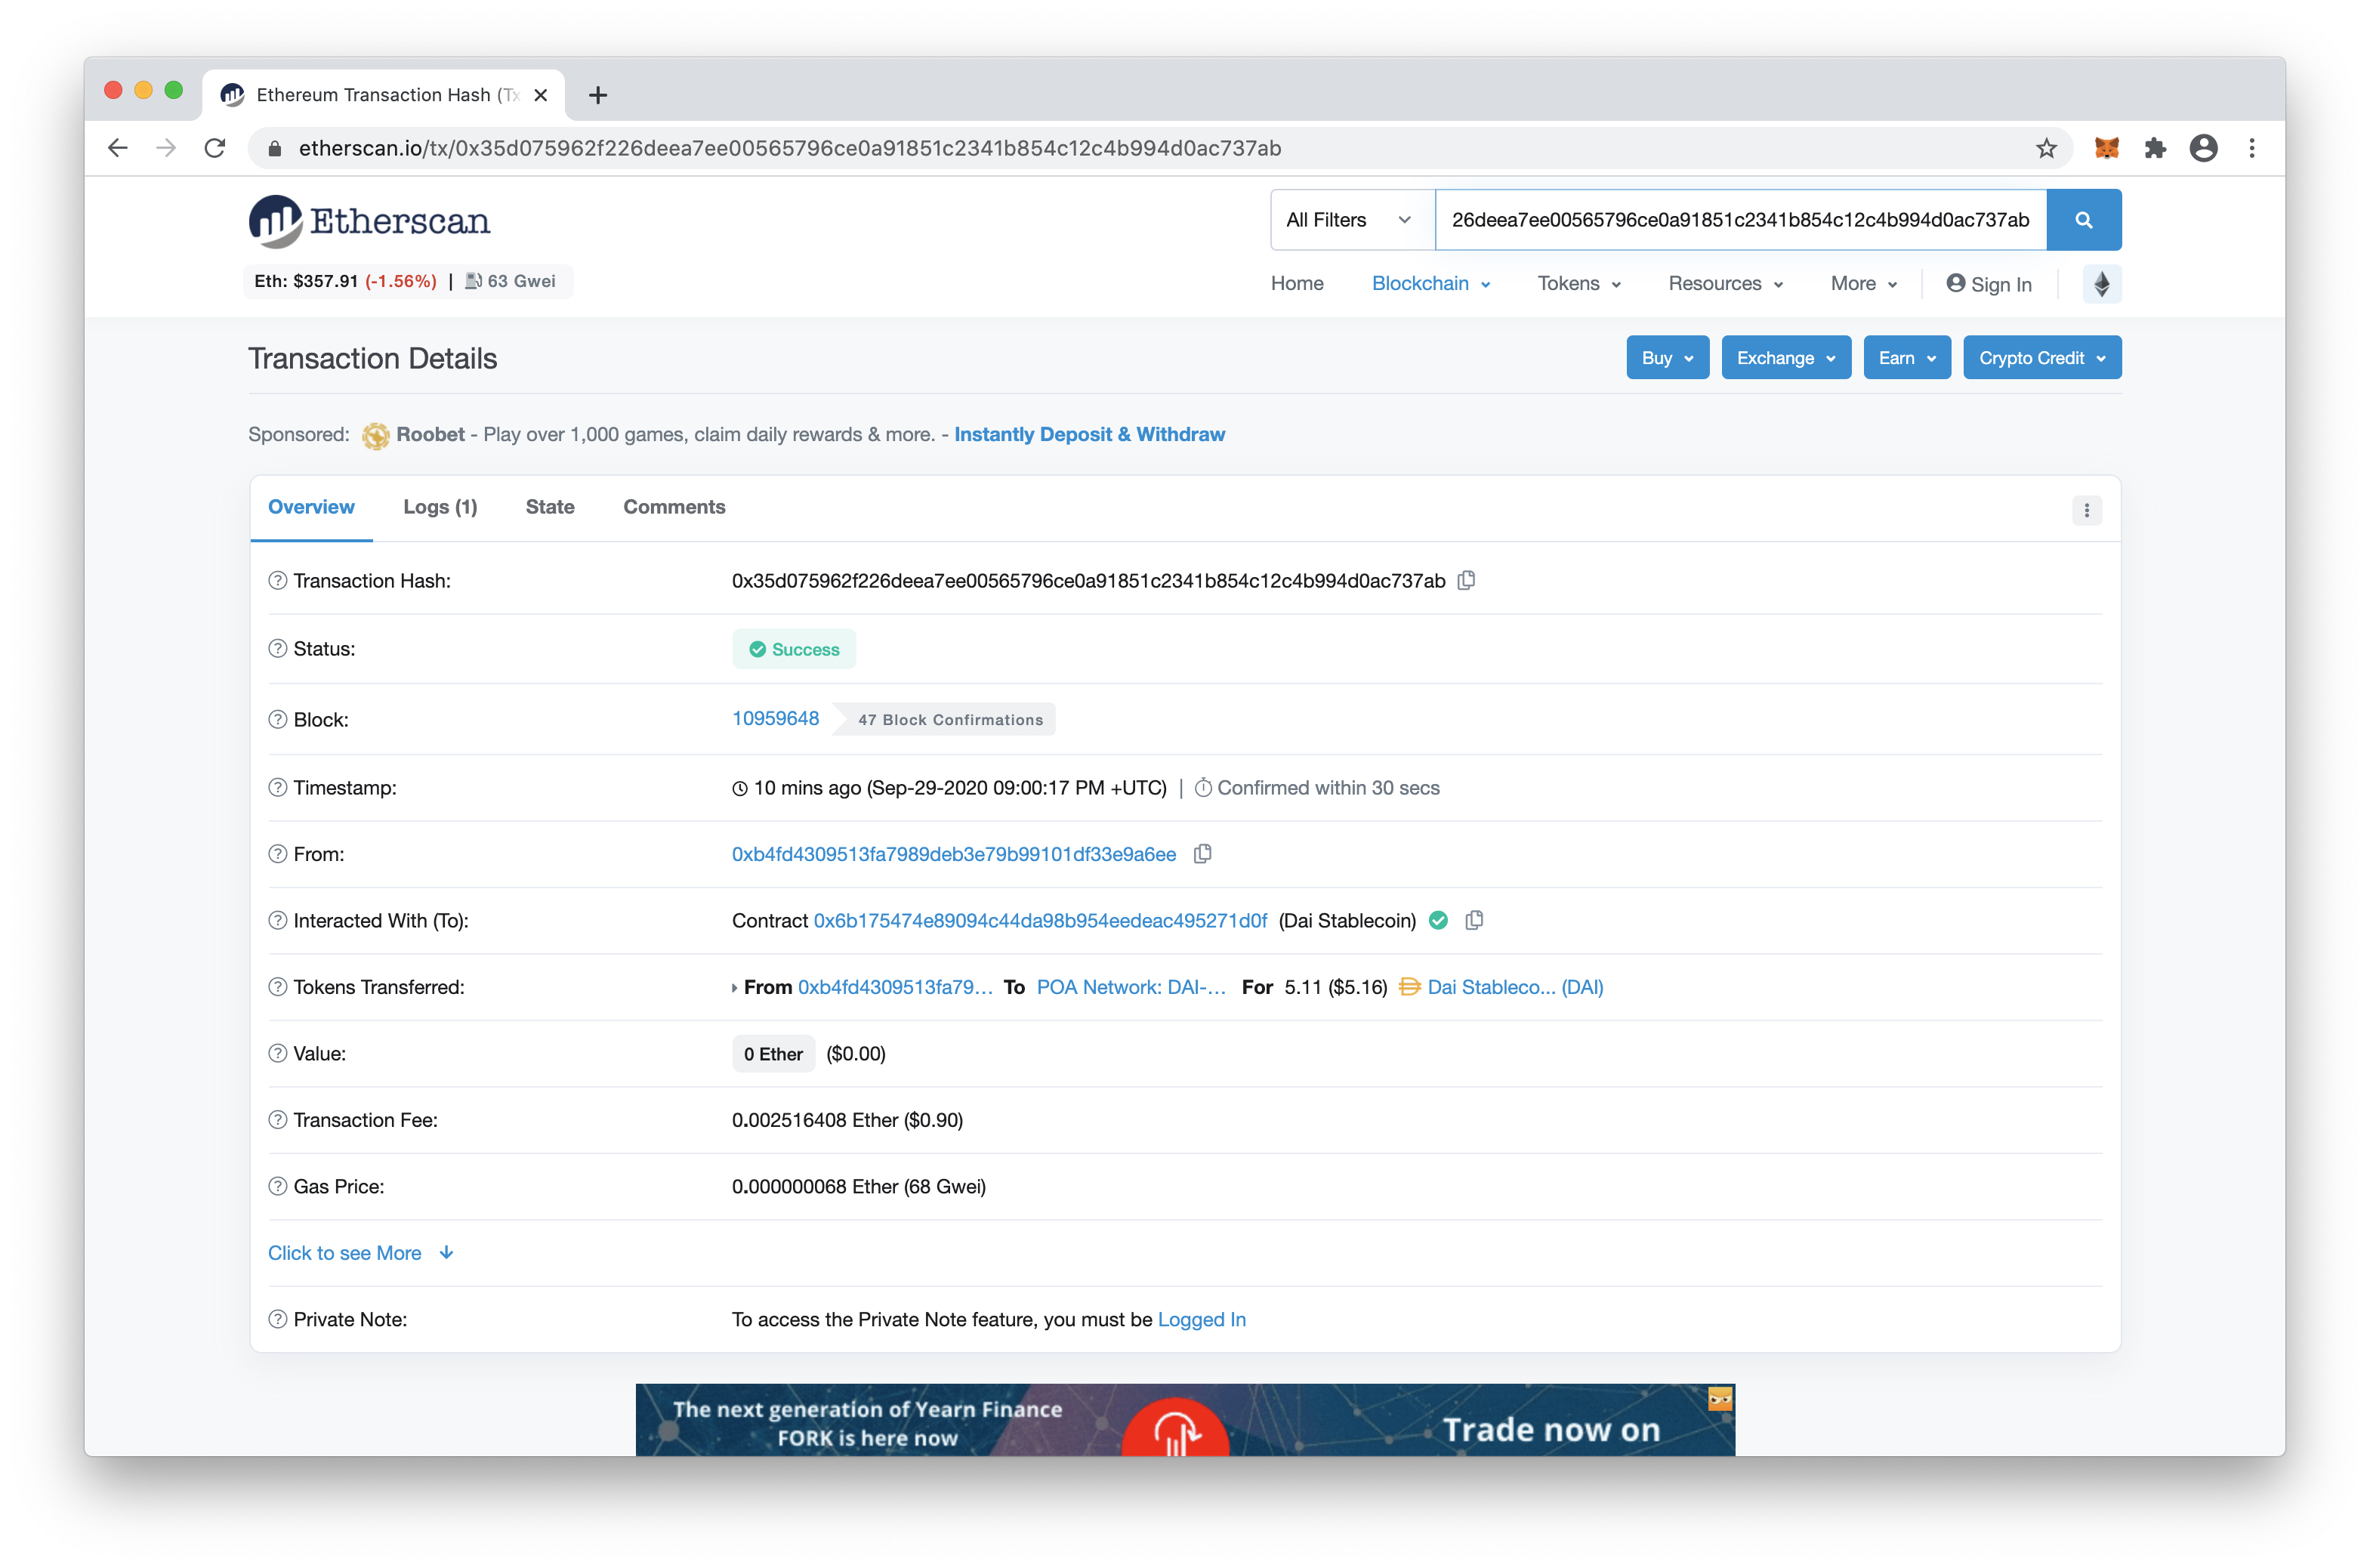 Ethereum Transaction Hash (Tx
etherscan.io/tx/0x35d075962f226deea7ee00565796ce0a91851c2341b854c12c4b994d0ac737ab
Etherscan
All Filters
26deea7ee00565796ce0a91851c2341b854c12c4b994d0ac737ab
Eth: $357.91 (-1.56%) | 63 Gwei
Home Blockchain Tokens Resources More Sign In
Transaction Details
Buy Exchange Earn Crypto Credit
Sponsored: Roobet - Play over 1,000 games, claim daily rewards & more. - Instantly Deposit & Withdraw
Overview Logs (1) State Comments
Transaction Hash: 0x35d075962f226deea7ee00565796ce0a91851c2341b854c12c4b994d0ac737ab
Status: Success
Block: 10959648 47 Block Confirmations
Timestamp: 10 mins ago (Sep-29-2020 09:00:17 PM +UTC) | Confirmed within 30 secs
From: 0xb4fd4309513fa7989deb3e79b99101df33e9a6ee
Interacted With (To): Contract 0x6b175474e89094c44da98b954eedeac495271d0f (Dai Stablecoin)
Tokens Transferred: From 0xb4fd4309513fa79... To POA Network: DAI-... For 5.11 ($5.16) Dai Stableco... (DAI)
Value: 0 Ether ($0.00)
Transaction Fee: 0.002516408 Ether ($0.90)
Gas Price: 0.000000068 Ether (68 Gwei)
Click to see More
Private Note: To access the Private Note feature, you must be Logged In
The next generation of Yearn Finance
FORK is here now
Trade now on